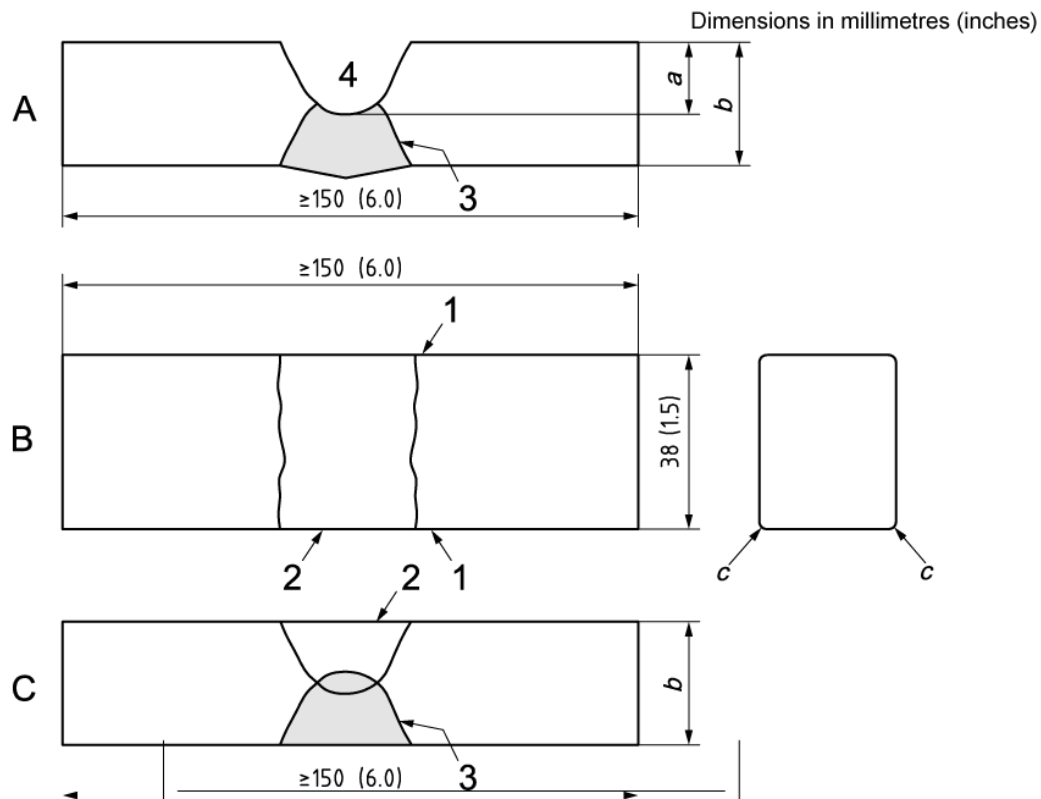 Dimensions in millimetres (inches)
A
4
a
b
3
≥150 (6.0)
≥150 (6.0)
1
B
38 (1.5)
2
1
c
c
2
C
b
3
≥150 (6.0)